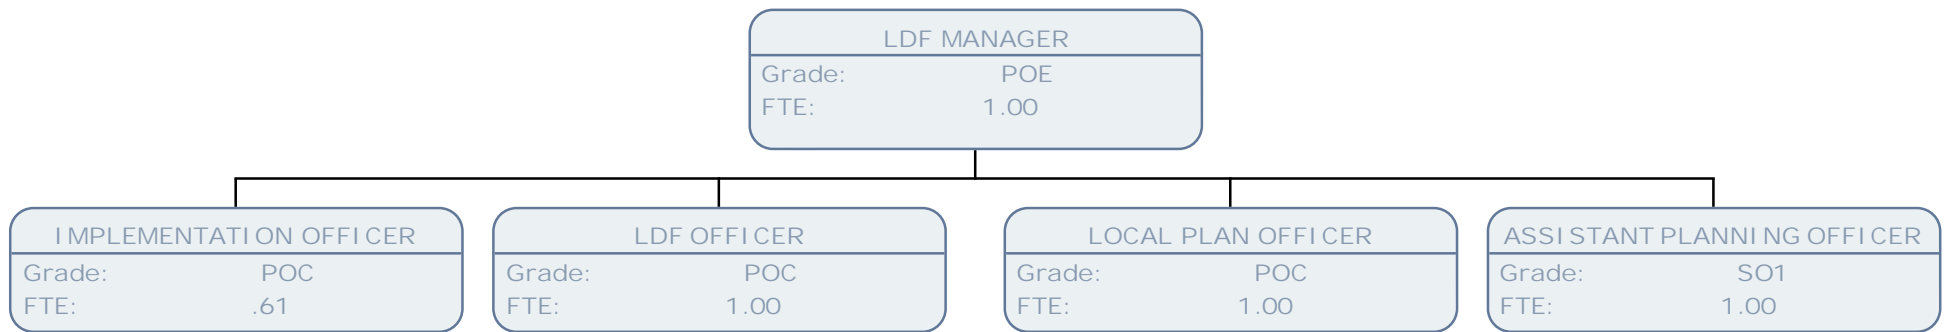 LDF MANAGER
Grade: POE
FTE: 1.00
IMPLEMENTATION OFFICER
Grade: POC
FTE: .61
LDF OFFICER
Grade: POC
FTE: 1.00
LOCAL PLAN OFFICER
Grade: POC
FTE: 1.00
ASSISTANT PLANNING OFFICER
Grade: SO1
FTE: 1.00